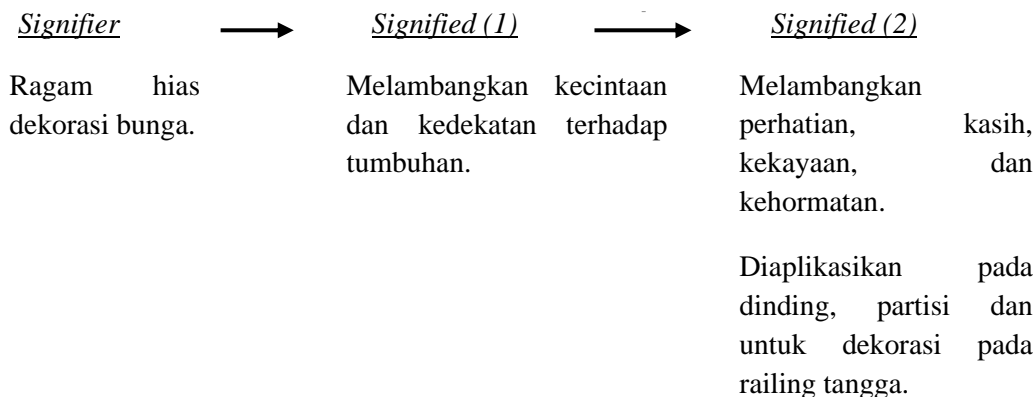 Signifier
Signified (1)
Signified (2)
Ragam hias
dekorasi bunga.
Melambangkan kecintaan
dan kedekatan terhadap
tumbuhan.
Melambangkan
perhatian, kasih,
kekayaan, dan
kehormatan.
Diaplikasikan pada
dinding, partisi dan
untuk dekorasi pada
railing tangga.